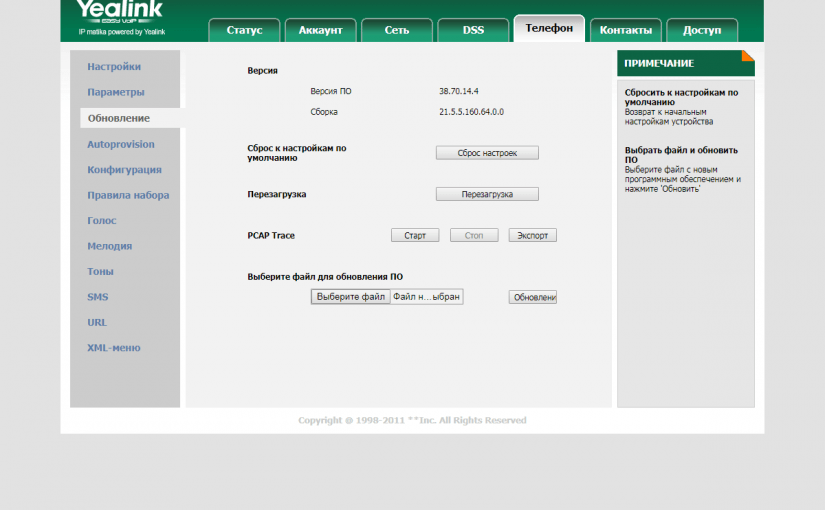 Yealink
EASY VOIP
IP matika powered by Yealink
Статус
Аккаунт
Сеть
DSS
Телефон
Контакты
Доступ
Настройки
Параметры
Обновление
Autoprovision
Конфигурация
Правила набора
Голос
Мелодия
Тоны
SMS
URL
XML-меню
Версия
Версия ПО 38.70.14.4
Сборка 21.5.5.160.64.0.0
Сброс к настройкам по
умолчанию
Сброс настроек
Перезагрузка Перезагрузка
PCAP Trace Старт Стоп Экспорт
Выберите файл для обновления ПО
Выберите файл Файл н...ыбран Обновлени
ПРИМЕЧАНИЕ
Сбросить к настройкам по
умолчанию
Возврат к начальным
настройкам устройства
Выбрать файл и обновить
ПО
Выберите файл с новым
программным обеспечением и
нажмите 'Обновить'
Copyright © 1998-2011 **Inc. All Rights Reserved